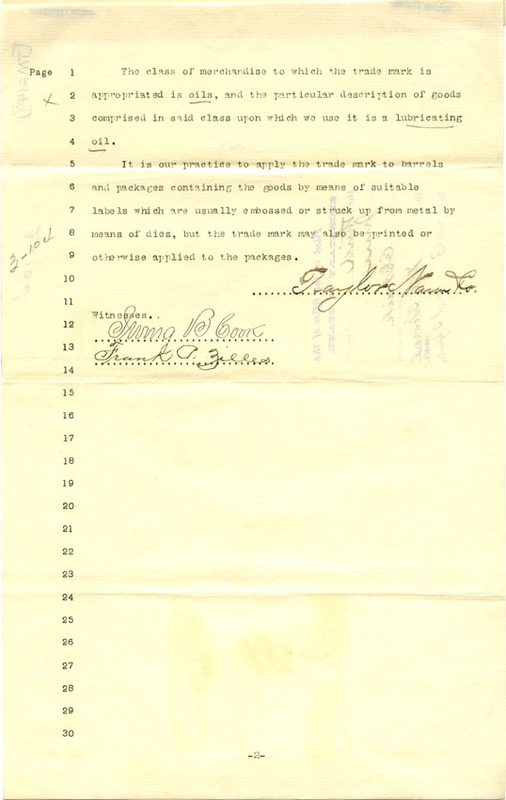 Page 1 The class of merchandise to which the trade mark is
x 2 appropriated is oils, and the particular description of goods
3 comprised in said class upon which we use it is a lubricating
4 oil.
5 It is our practice to apply the trade mark to barrels
6 and packages containing the goods by means of suitable
7 labels which are usually embossed or struck up from metal by
8 means of dies, but the trade mark may also be printed or
9 otherwise applied to the packages.
10 Co.
11 Witnesses..
12 Irving B Cook
13 Frank P.
14
15
16
17
18
19
20
21
22
23
24
25
26
27
28
29
30
-2-